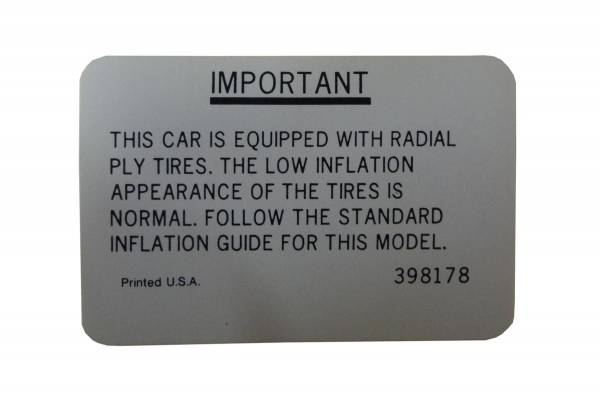 IMPORTANT
THIS CAR IS EQUIPPED WITH RADIAL
PLY TIRES. THE LOW INFLATION
APPEARANCE OF THE TIRES IS
NORMAL. FOLLOW THE STANDARD
INFLATION GUIDE FOR THIS MODEL.
Printed U.S.A. 398178